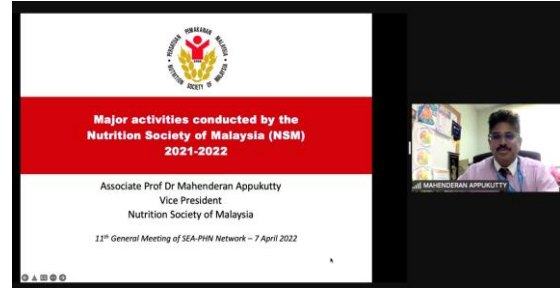 PERSATUAN PEMAKANAN MALAYSIA
NUTRITION SOCIETY OF MALAYSIA
Major activities conducted by the
Nutrition Society of Malaysia (NSM)
2021-2022
Associate Prof Dr Mahenderan Appukutty
Vice President
Nutrition Society of Malaysia
11th General Meeting of SEA-PHN Network – 7 April 2022
MAHENDERAN APPUKUTTY